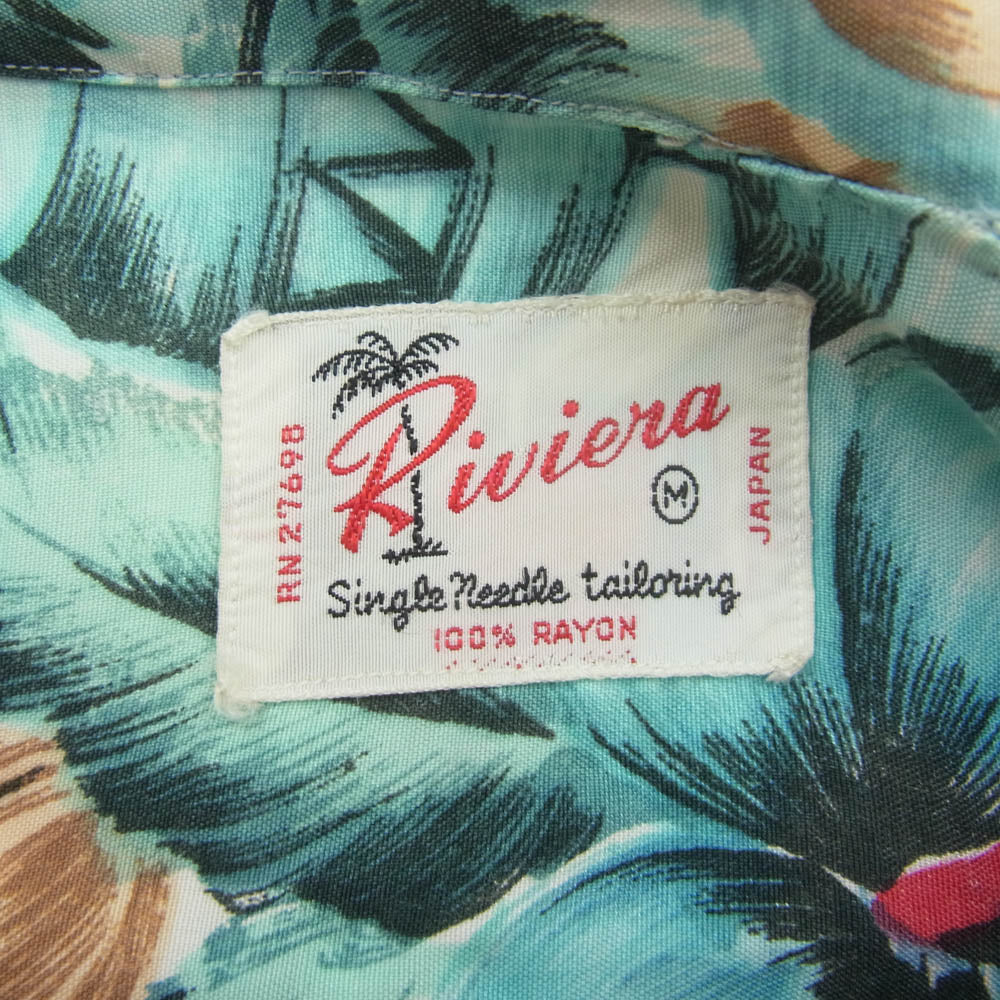 Riviera
RN 27698
M
JAPAN
Single Needle tailoring
100% RAYON